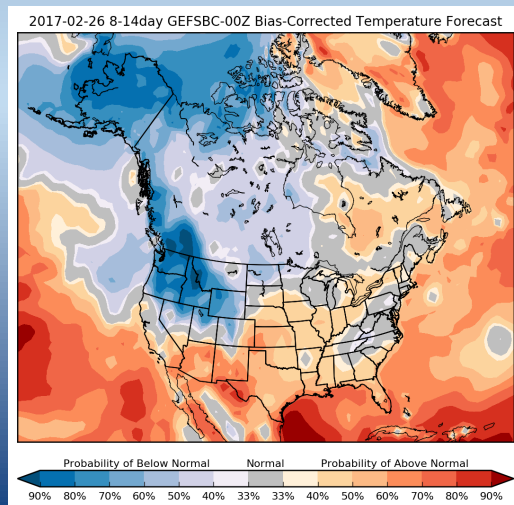 2017-02-26 8-14day GEFSBC-00Z Bias-Corrected Temperature Forecast
Probability of Below Normal Normal Probability of Above Normal
90% 80% 70% 60% 50% 40% 33% 33% 40% 50% 60% 70% 80% 90%